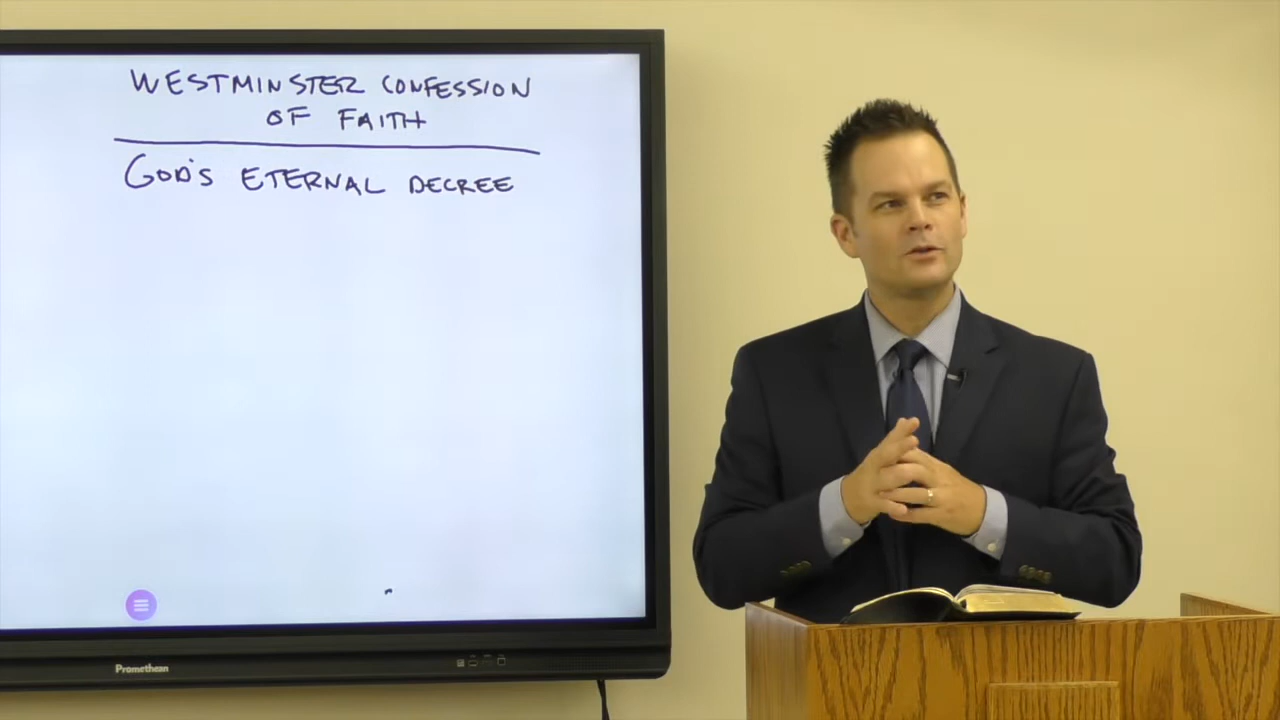 WESTMINSTER CONFESSION
OF FAITH
GOD'S ETERNAL DECREE
Promethean